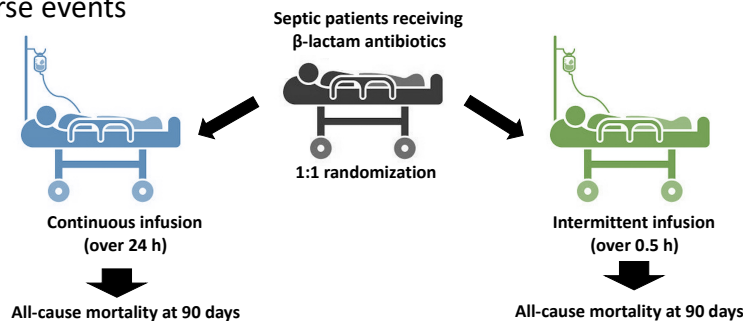 rse events
Septic patients receiving
β-lactam antibiotics
1:1 randomization
Continuous infusion
(over 24 h)
Intermittent infusion
(over 0.5 h)
All-cause mortality at 90 days
All-cause mortality at 90 days